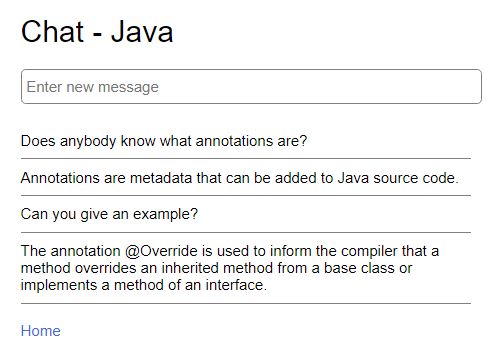 Chat - Java
Enter new message
Does anybody know what annotations are?
Annotations are metadata that can be added to Java source code.
Can you give an example?
The annotation @Override is used to inform the compiler that a
method overrides an inherited method from a base class or
implements a method of an interface.
Home